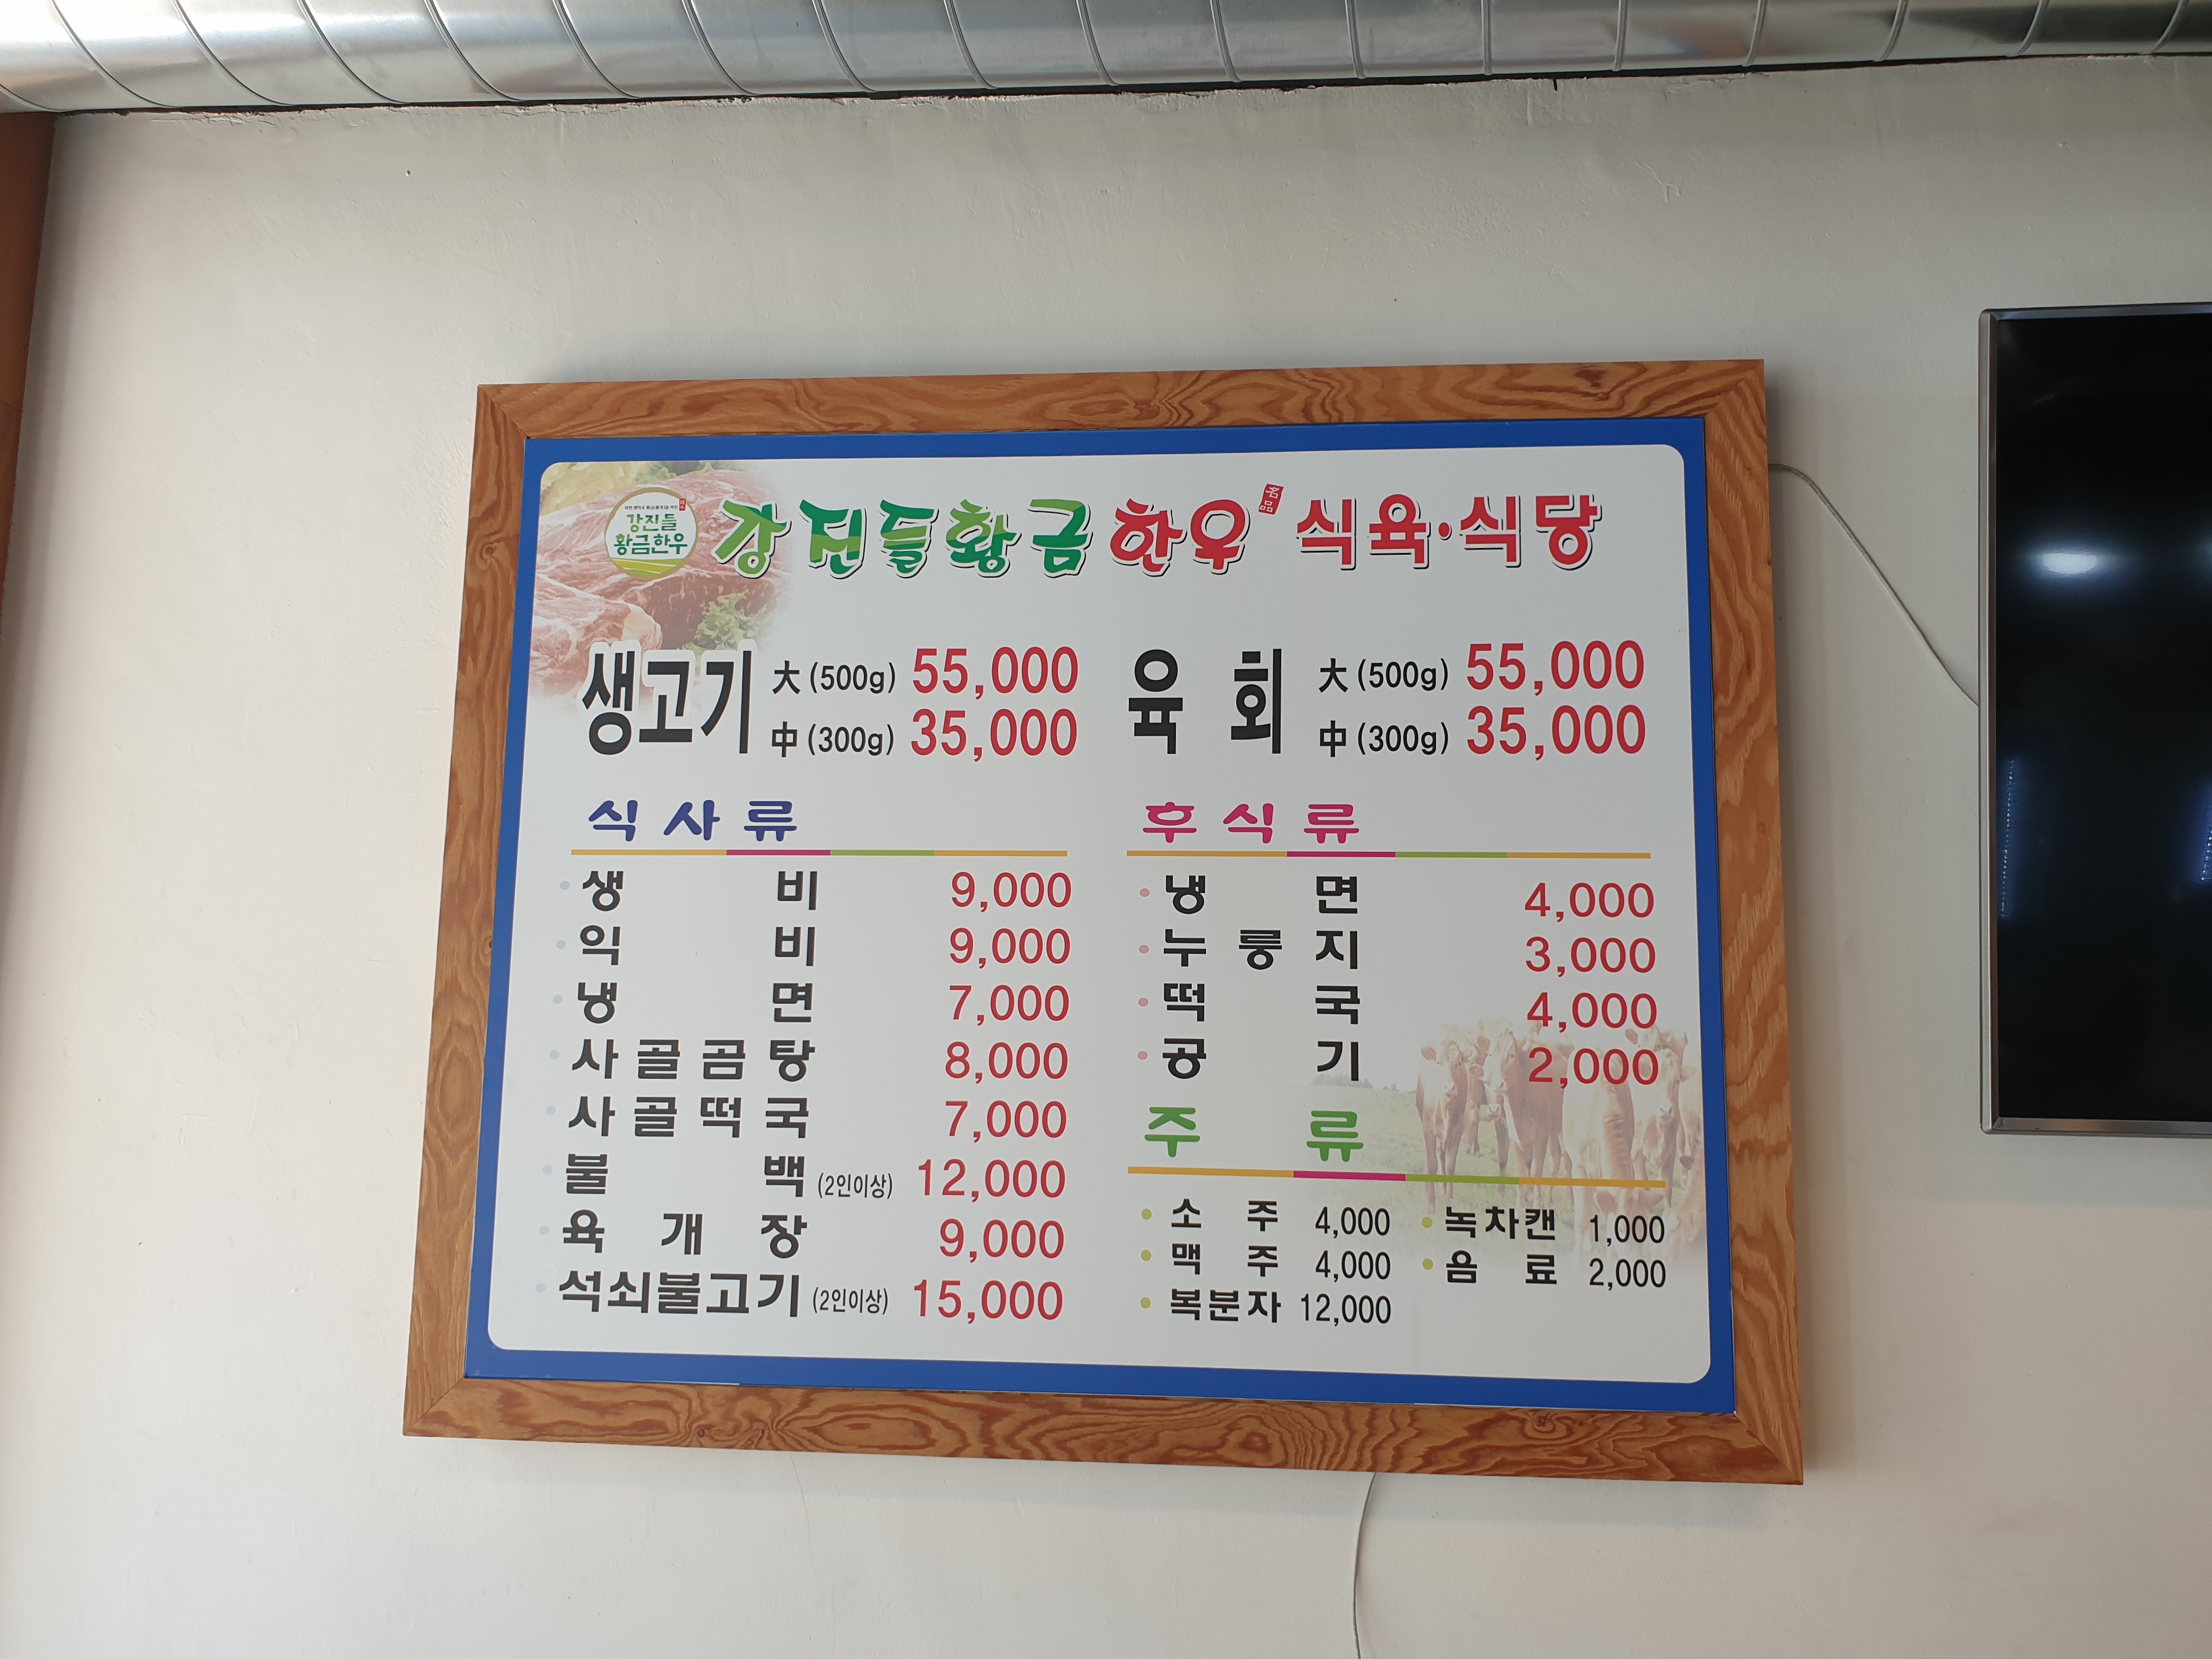 강진들
황금한우
강진들황금한우 名品 식육·식당
생고기 大 (500g) 55,000
中 (300g) 35,000
육회 大 (500g) 55,000
中 (300g) 35,000
식사류
생비 9,000
익비 9,000
냉면 7,000
사골곰탕 8,000
사골떡국 7,000
불백 (2인이상) 12,000
육개장 9,000
석쇠불고기 (2인이상) 15,000
후식류
냉면 4,000
누룽지 3,000
떡국 4,000
공기 2,000
주류
소주 4,000
맥주 4,000
복분자 12,000
녹차캔 1,000
음료 2,000